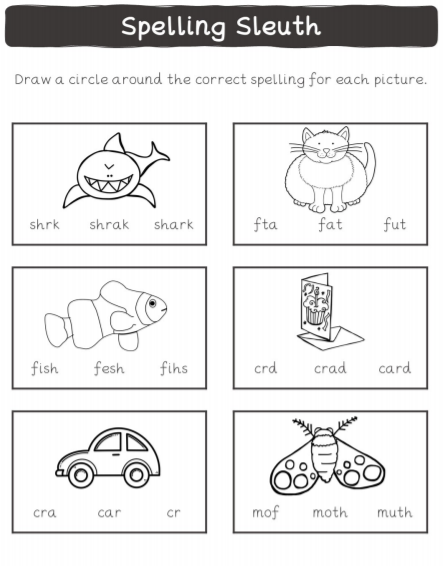 Spelling Sleuth
Draw a circle around the correct spelling for each picture.
shrk shrak shark
fta fat fut
fish fesh fihs
crd crad card
cra car cr
mof moth muth